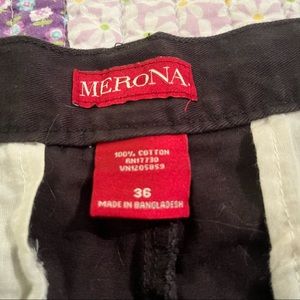 MERONA
100% COTTON
RN17730
VN1205859
36
MADE IN BANGLADESH